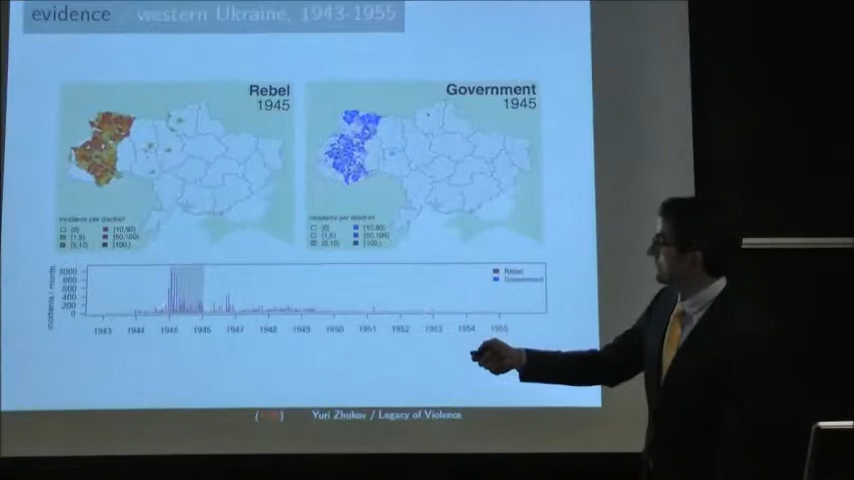 evidence / western Ukraine, 1943-1955
Rebel
1945
Government
1945
Incidents per district
[0]
[1,5)
[5,10)
[10,50)
[50,100)
[100,)
Incidents per district
[0]
[1,5)
[5,10)
[10,50)
[50,100)
[100,)
incidents / month
1000
800
600
400
200
0
Rebel
Government
1943 1944 1945 1946 1947 1948 1949 1950 1951 1952 1953 1954 1955
Yuri Zhukov / Legacy of Violence